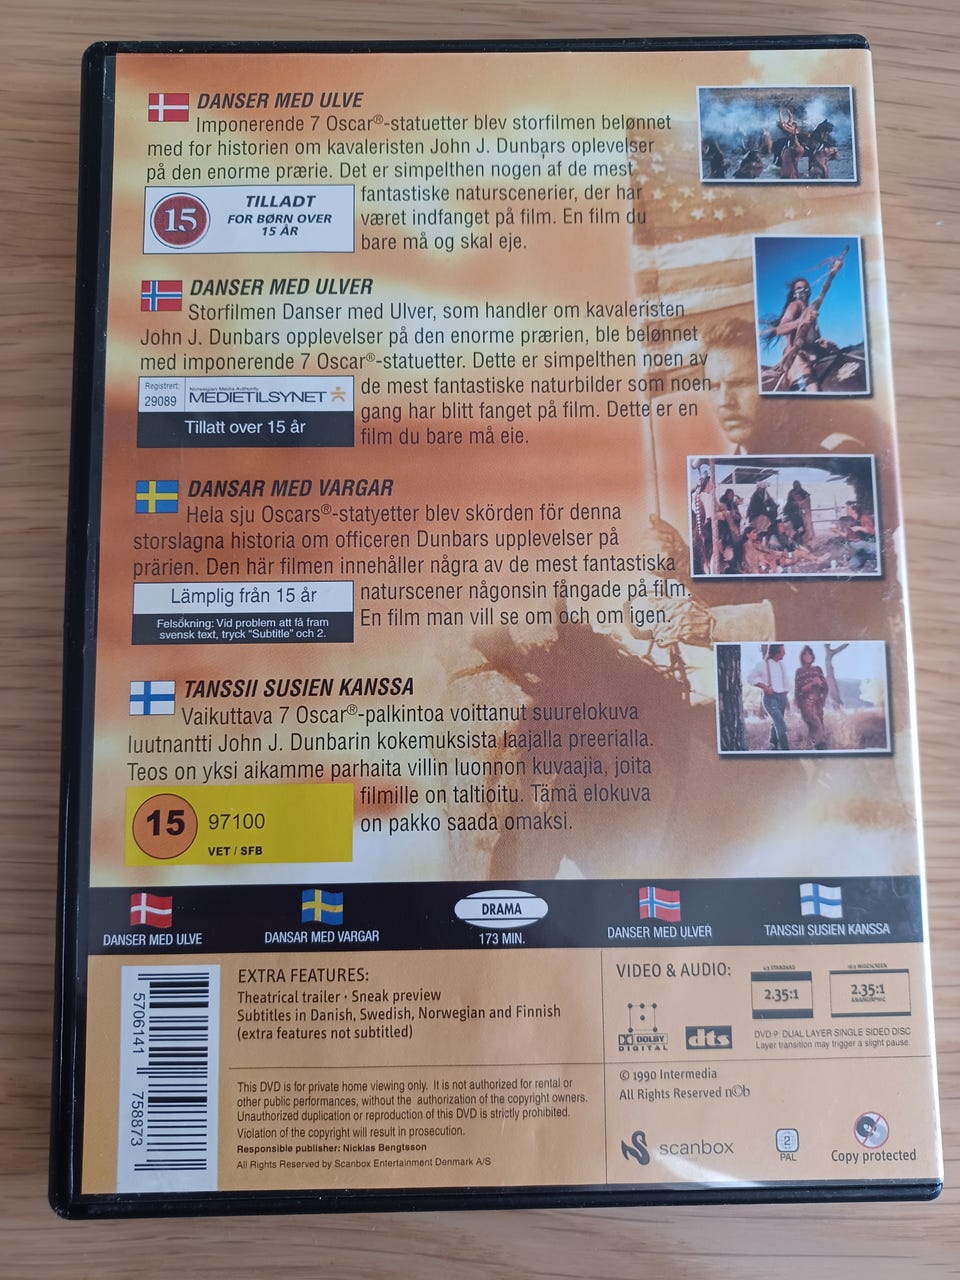 DANSER MED ULVE
Imponerende 7 Oscar®-statuetter blev storfilmen belønnet
med for historien om kavaleristen John J. Dunbars oplevelser
på den enorme prærie. Det er simpelthen nogen af de mest
fantastiske naturscenerier, der har
været indfanget på film. En film du
bare må og skal eje.
15
TILLADT
FOR BØRN OVER
15 ÅR
DANSER MED ULVER
Storfilmen Danser med Ulver, som handler om kavaleristen
John J. Dunbars opplevelser på den enorme prærien, ble belønnet
med imponerende 7 Oscar®-statuetter. Dette er simpelthen noen av
de mest fantastiske naturbilder som noen
gang har blitt fanget på film. Dette er en
film du bare må eie.
Registrert:
29089
Norwegian Media Authority
MEDIETILSYNET
Tillatt over 15 år
DANSAR MED VARGAR
Hela sju Oscars®-statyetter blev skörden för denna
storslagna historia om officeren Dunbars upplevelser på
prärien. Den här filmen innehåller några av de mest fantastiska
naturscener någonsin fångade på film.
En film man vill se om och om igen.
Lämplig från 15 år
Felsökning: Vid problem att få fram
svensk text, tryck "Subtitle" och 2.
TANSSII SUSIEN KANSSA
Vaikuttava 7 Oscar®-palkintoa voittanut suurelokuva
luutnantti John J. Dunbarin kokemuksista laajalla preerialla.
Teos on yksi aikamme parhaita villin luonnon kuvaajia, joita
filmille on taltioitu. Tämä elokuva
on pakko saada omaksi.
15
97100
VET / SFB
DANSER MED ULVE
DANSAR MED VARGAR
DRAMA
173 MIN.
DANSER MED ULVER
TANSSII SUSIEN KANSSA
5706141 758873
EXTRA FEATURES:
Theatrical trailer · Sneak preview
Subtitles in Danish, Swedish, Norwegian and Finnish
(extra features not subtitled)
This DVD is for private home viewing only. It is not authorized for rental or
other public performances, without the authorization of the copyright owners.
Unauthorized duplication or reproduction of this DVD is strictly prohibited.
Violation of the copyright will result in prosecution.
Responsible publisher: Nicklas Bengtsson
All Rights Reserved by Scanbox Entertainment Denmark A/S
VIDEO & AUDIO:
DOLBY
DIGITAL
dts
4:3 STANDARD
2.35:1
16:9 WIDESCREEN
2.35:1
ANAMORPHIC
DVD 9: DUAL LAYER SINGLE SIDED DISC
Layer transition may trigger a slight pause.
© 1990 Intermedia
All Rights Reserved n©b
scanbox
2
PAL
Copy protected